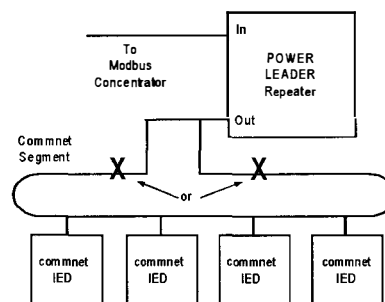 In
To
Modbus
Concentrator
POWER
LEADER
Repeater
Out
Commnet
Segment
X
X
or
commnet
IED
commnet
IED
commnet
IED
commnet
IED